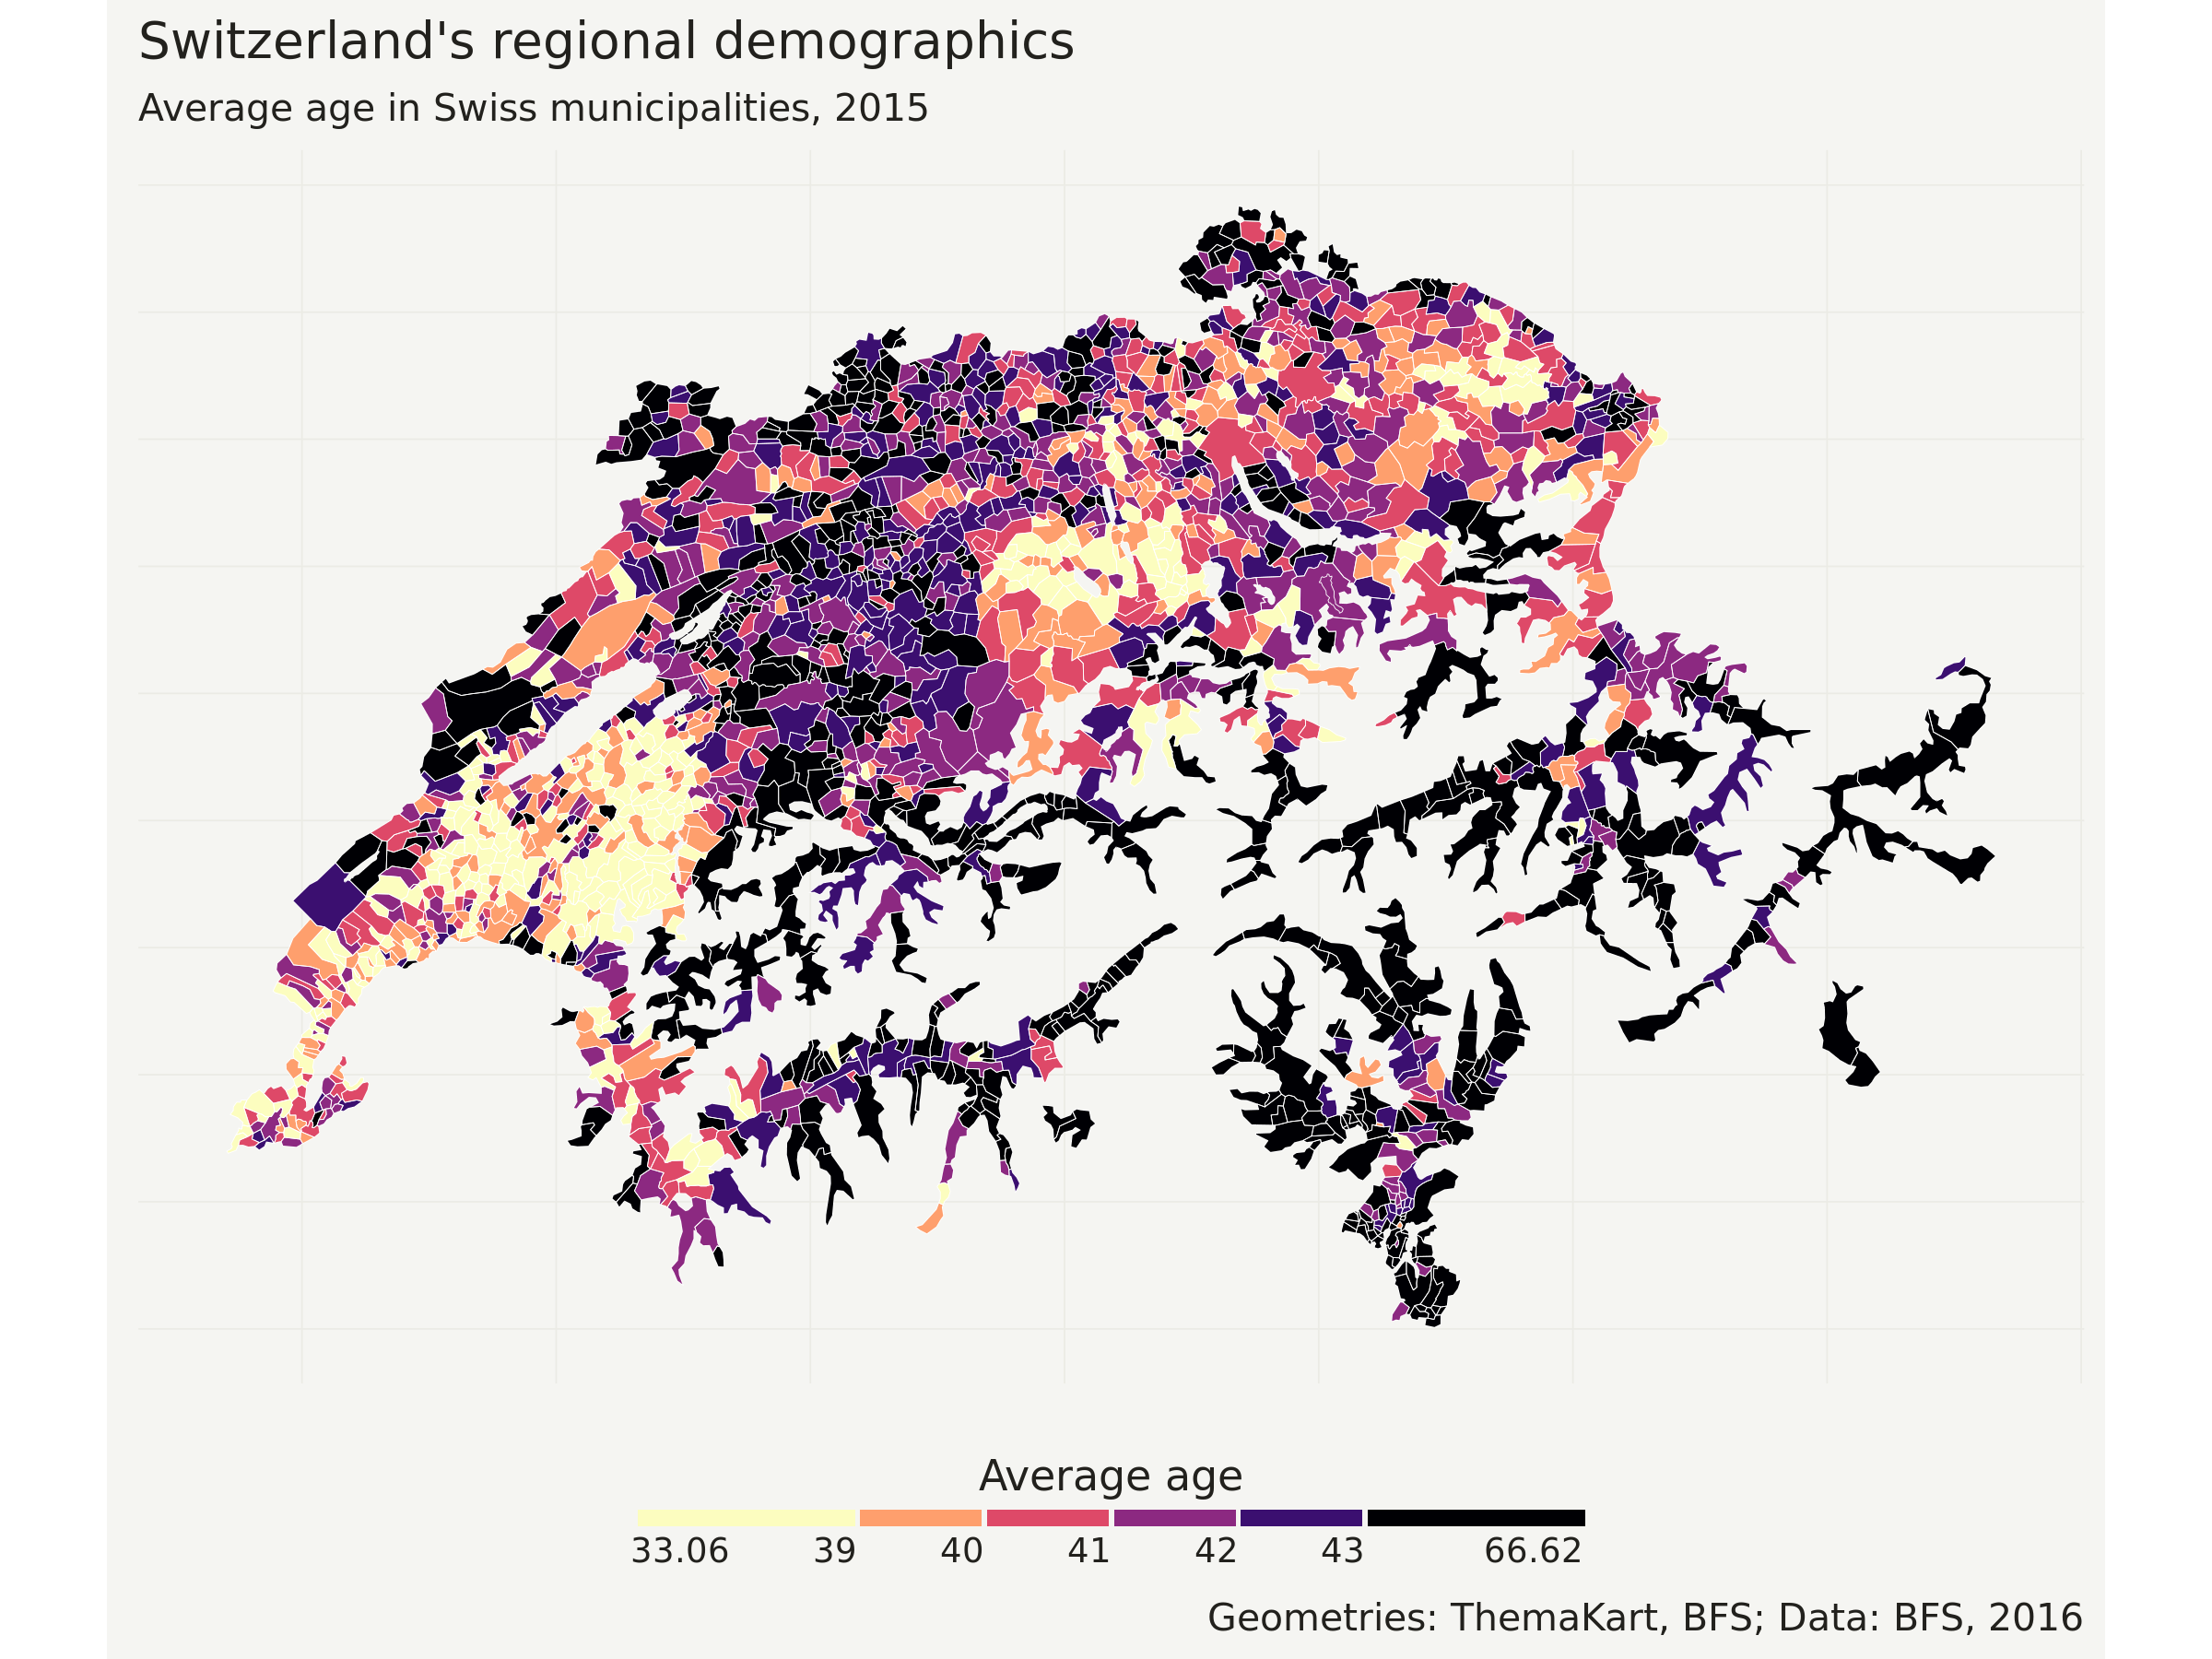 Switzerland's regional demographics
Average age in Swiss municipalities, 2015
Average age
33.06 39 40 41 42 43 66.62
Geometries: ThemaKart, BFS; Data: BFS, 2016